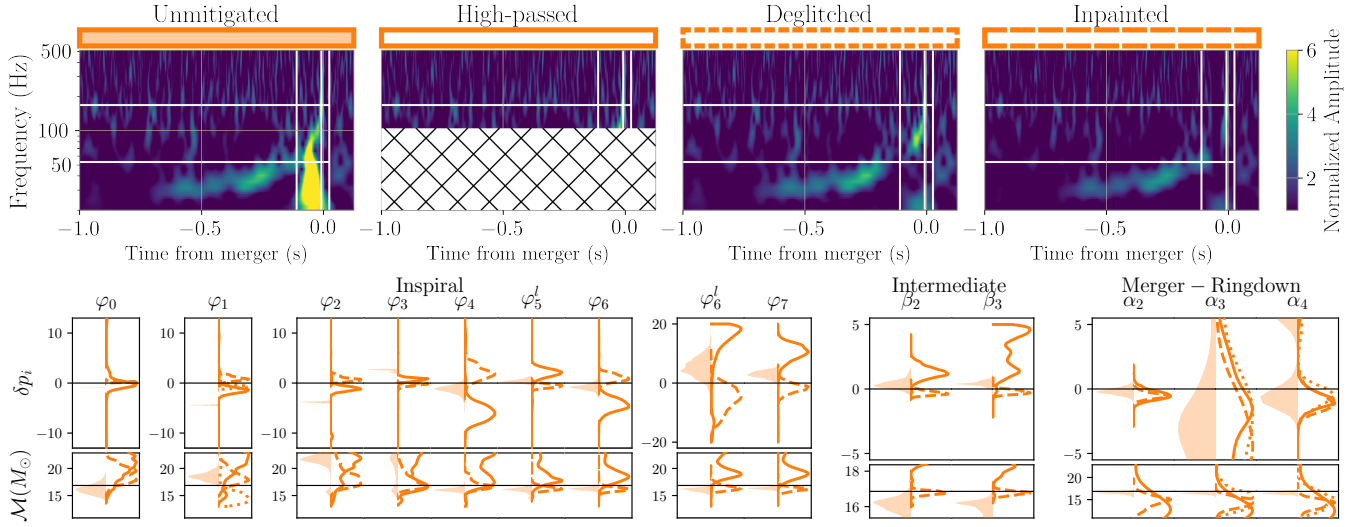 Unmitigated High-passed Deglitched Inpainted
500
100
50
Frequency (Hz)
6
4
2
Normalized Amplitude
−1.0 −0.5 0.0 −1.0 −0.5 0.0 −1.0 −0.5 0.0 −1.0 −0.5 0.0
Time from merger (s) Time from merger (s) Time from merger (s) Time from merger (s)
Inspiral Intermediate Merger − Ringdown
φ₀ φ₁ φ₂ φ₃ φ₄ φ₅ˡ φ₆ φ₆ˡ φ₇ β₂ β₃ α₂ α₃ α₄
δpᵢ
10 10 10 20 5 5
0 0 0 0 0 0
−10 −10 −10 −20 −5 −5
ℳ(M⊙)
20 20 20 20 18 20
15 15 15 15 16 15